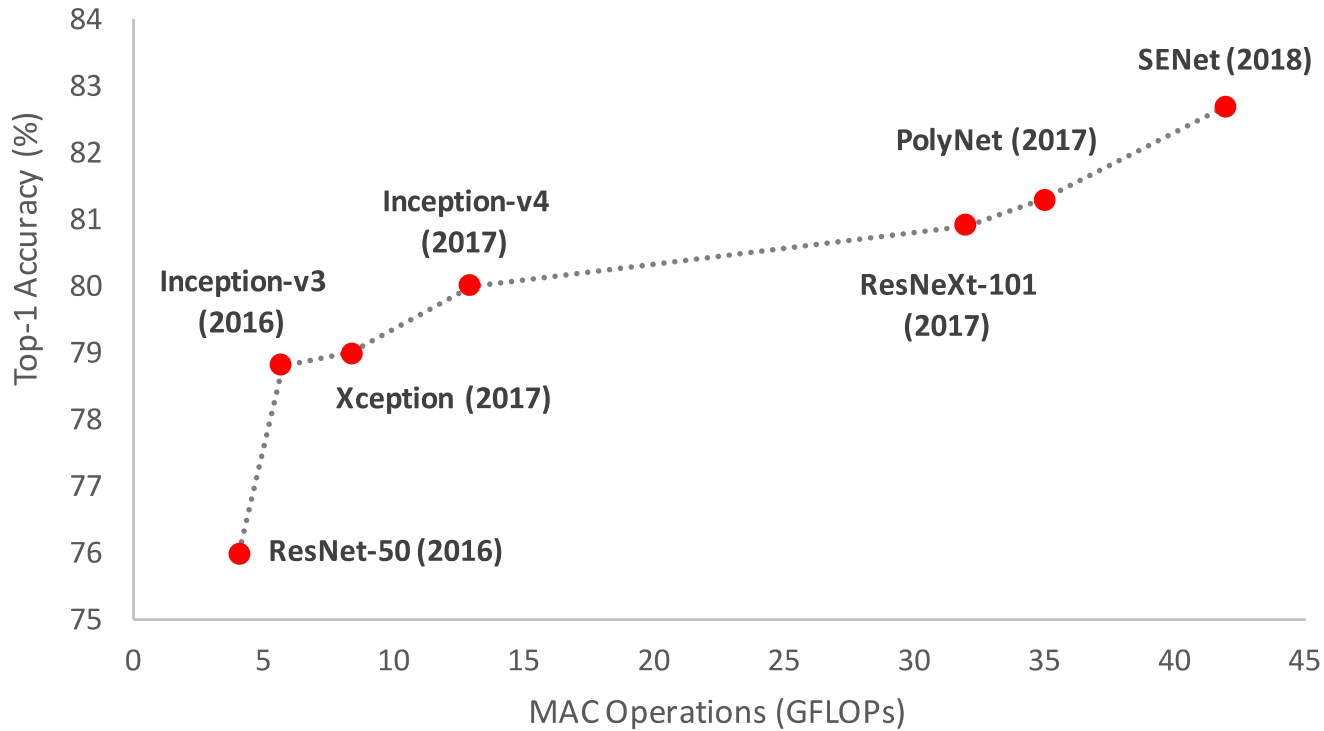 84
83
82
81
80
79
78
77
76
75
Top-1 Accuracy (%)
SENet (2018)
PolyNet (2017)
Inception-v4
(2017)
Inception-v3
(2016)
ResNeXt-101
(2017)
Xception (2017)
ResNet-50 (2016)
0 5 10 15 20 25 30 35 40 45
MAC Operations (GFLOPs)